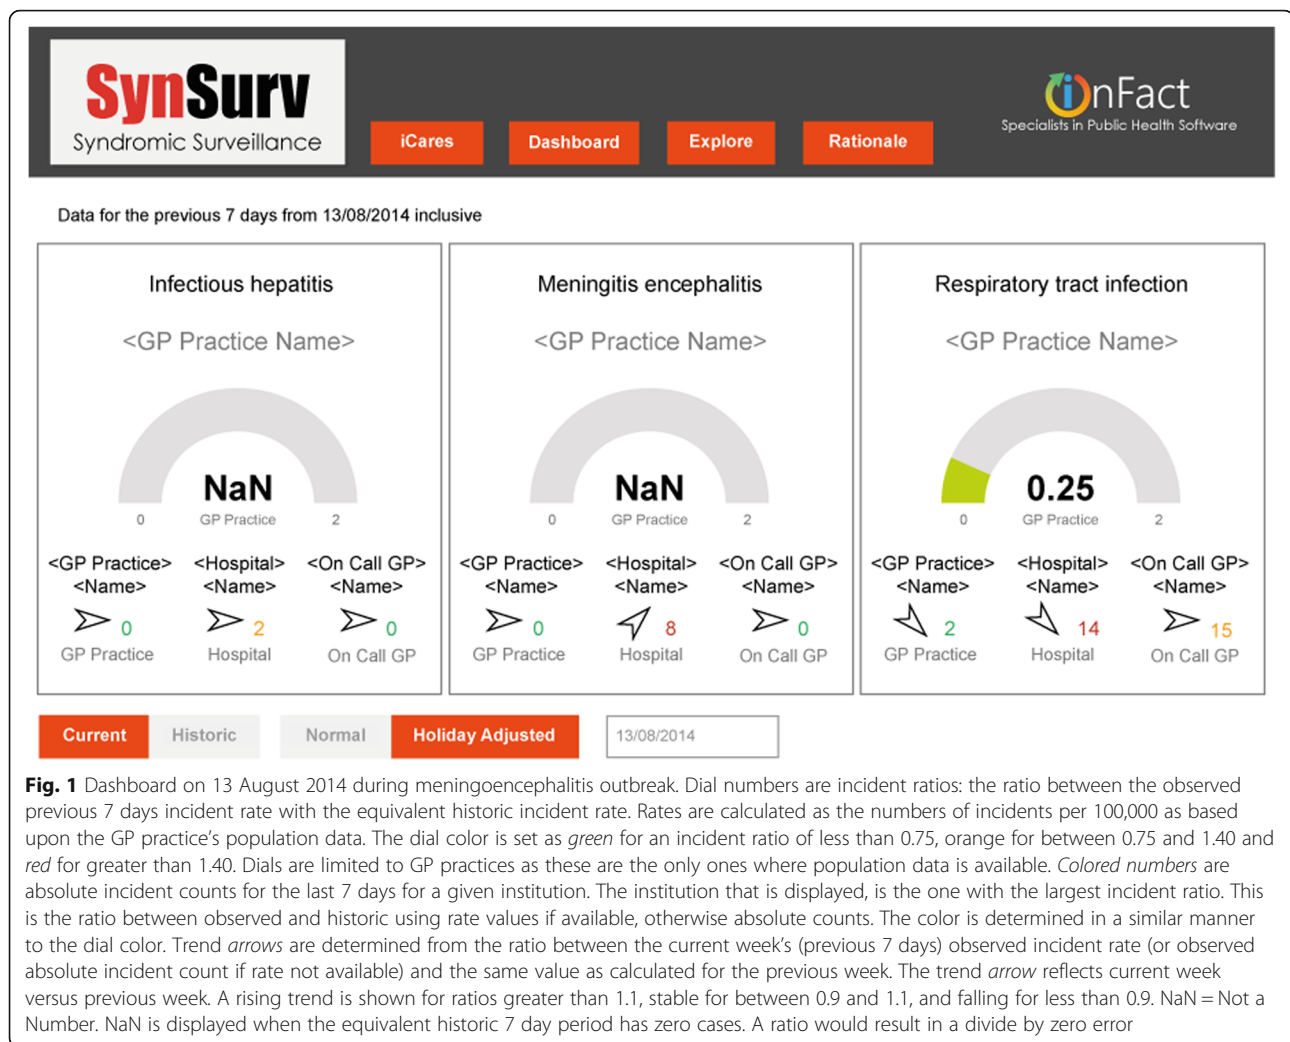 SynSurv
Syndromic Surveillance
iCares
Dashboard
Explore
Rationale
ionFact
Specialists in Public Health Software
Data for the previous 7 days from 13/08/2014 inclusive
Infectious hepatitis
<GP Practice Name>
NaN
0 GP Practice 2
<GP Practice> <Hospital> <On Call GP>
<Name> <Name> <Name>
0 2 0
GP Practice Hospital On Call GP
Meningitis encephalitis
<GP Practice Name>
NaN
0 GP Practice 2
<GP Practice> <Hospital> <On Call GP>
<Name> <Name> <Name>
0 8 0
GP Practice Hospital On Call GP
Respiratory tract infection
<GP Practice Name>
0.25
0 GP Practice 2
<GP Practice> <Hospital> <On Call GP>
<Name> <Name> <Name>
2 14 15
GP Practice Hospital On Call GP
Current Historic Normal Holiday Adjusted 13/08/2014
Fig. 1 Dashboard on 13 August 2014 during meningoencephalitis outbreak. Dial numbers are incident ratios: the ratio between the observed
previous 7 days incident rate with the equivalent historic incident rate. Rates are calculated as the numbers of incidents per 100,000 as based
upon the GP practice's population data. The dial color is set as green for an incident ratio of less than 0.75, orange for between 0.75 and 1.40 and
red for greater than 1.40. Dials are limited to GP practices as these are the only ones where population data is available. Colored numbers are
absolute incident counts for the last 7 days for a given institution. The institution that is displayed, is the one with the largest incident ratio. This
is the ratio between observed and historic using rate values if available, otherwise absolute counts. The color is determined in a similar manner
to the dial color. Trend arrows are determined from the ratio between the current week's (previous 7 days) observed incident rate (or observed
absolute incident count if rate not available) and the same value as calculated for the previous week. The trend arrow reflects current week
versus previous week. A rising trend is shown for ratios greater than 1.1, stable for between 0.9 and 1.1, and falling for less than 0.9. NaN = Not a
Number. NaN is displayed when the equivalent historic 7 day period has zero cases. A ratio would result in a divide by zero error